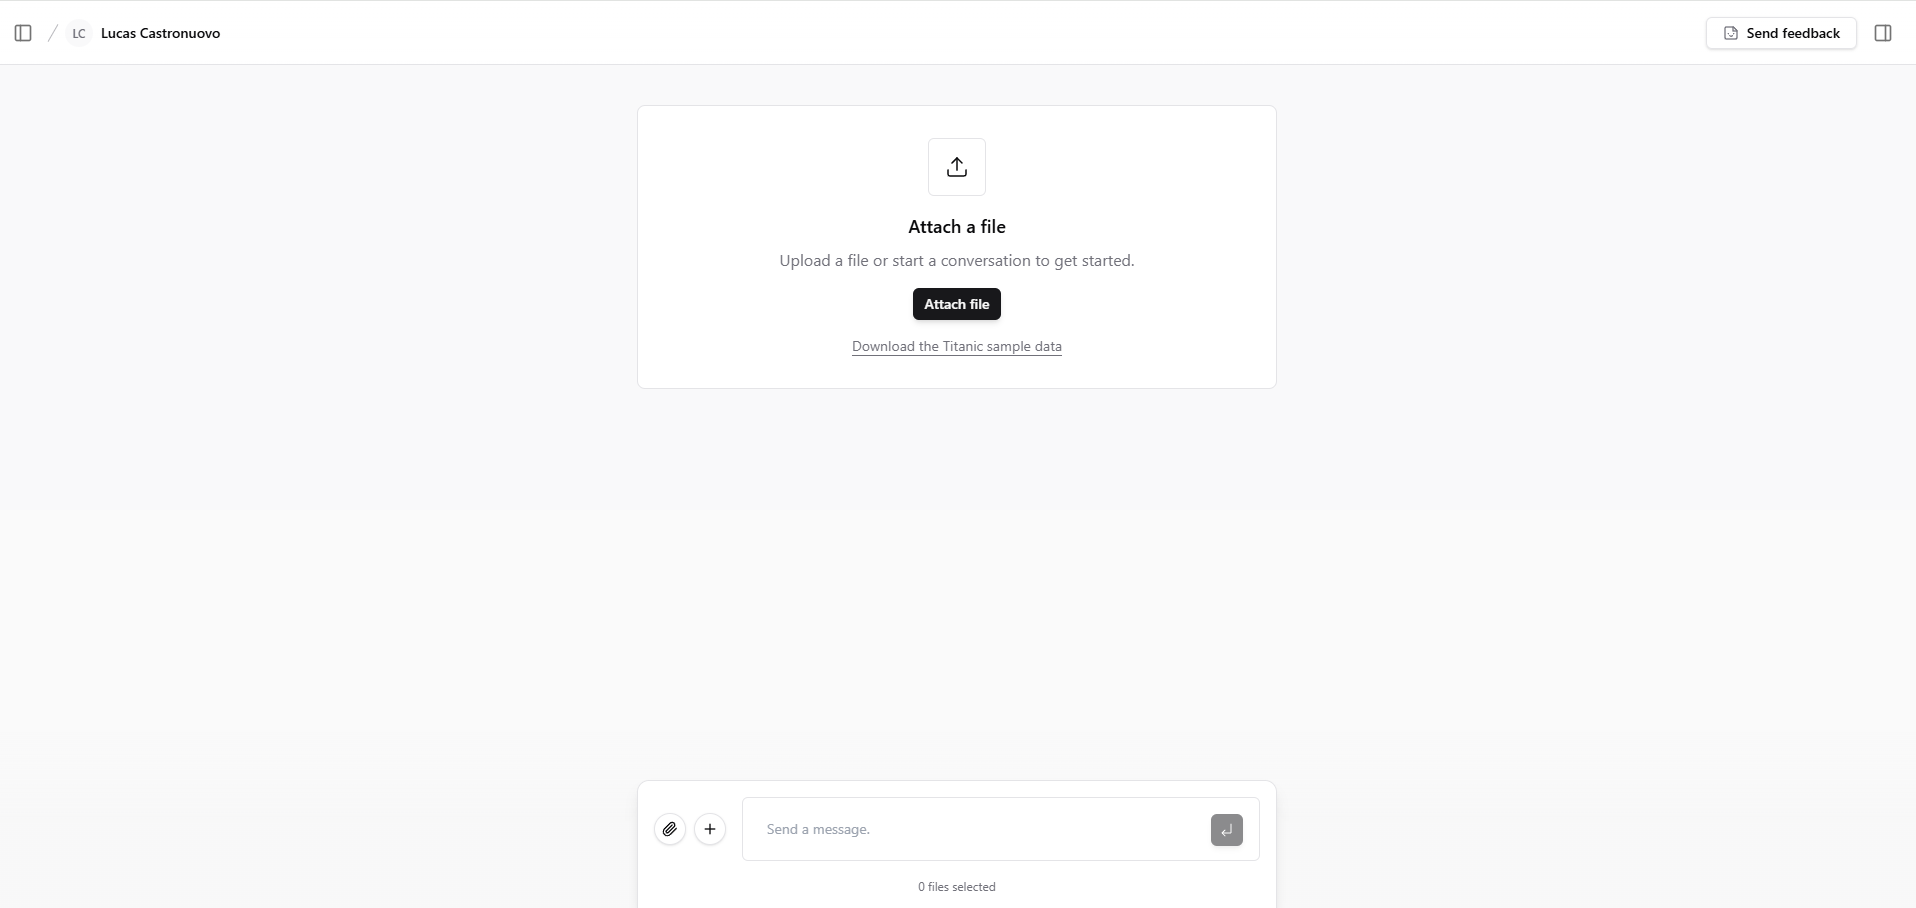 LC Lucas Castronuovo
Send feedback
Attach a file
Upload a file or start a conversation to get started.
Attach file
Download the Titanic sample data
Send a message.
0 files selected